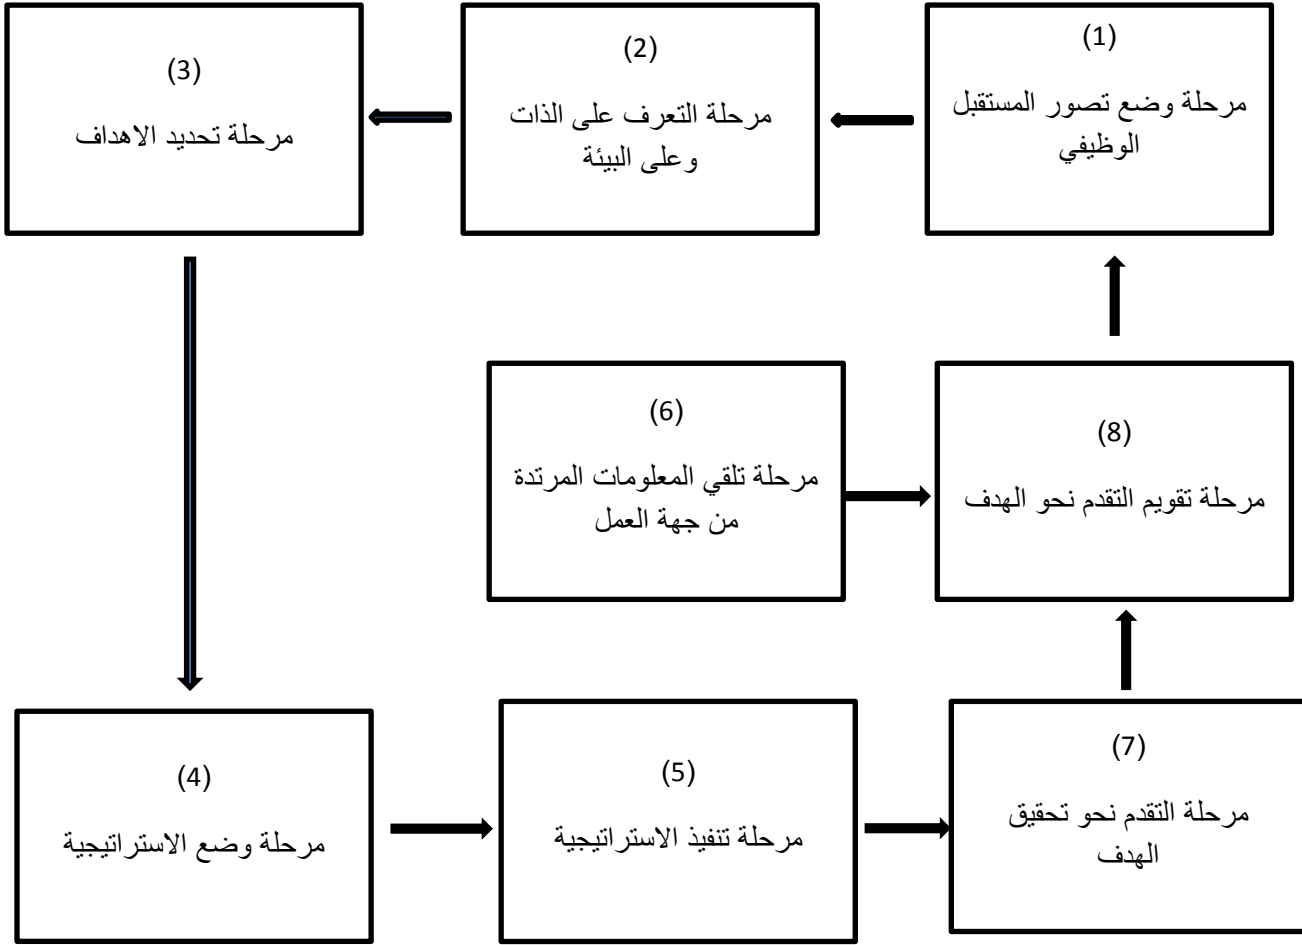 (1)
مرحلة وضع تصور المستقبل
الوظيفي
(2)
مرحلة التعرف على الذات
وعلى البيئة
(3)
مرحلة تحديد الاهداف
(6)
مرحلة تلقي المعلومات المرتدة
من جهة العمل
(8)
مرحلة تقويم التقدم نحو الهدف
(4)
مرحلة وضع الاستراتيجية
(5)
مرحلة تنفيذ الاستراتيجية
(7)
مرحلة التقدم نحو تحقيق
الهدف